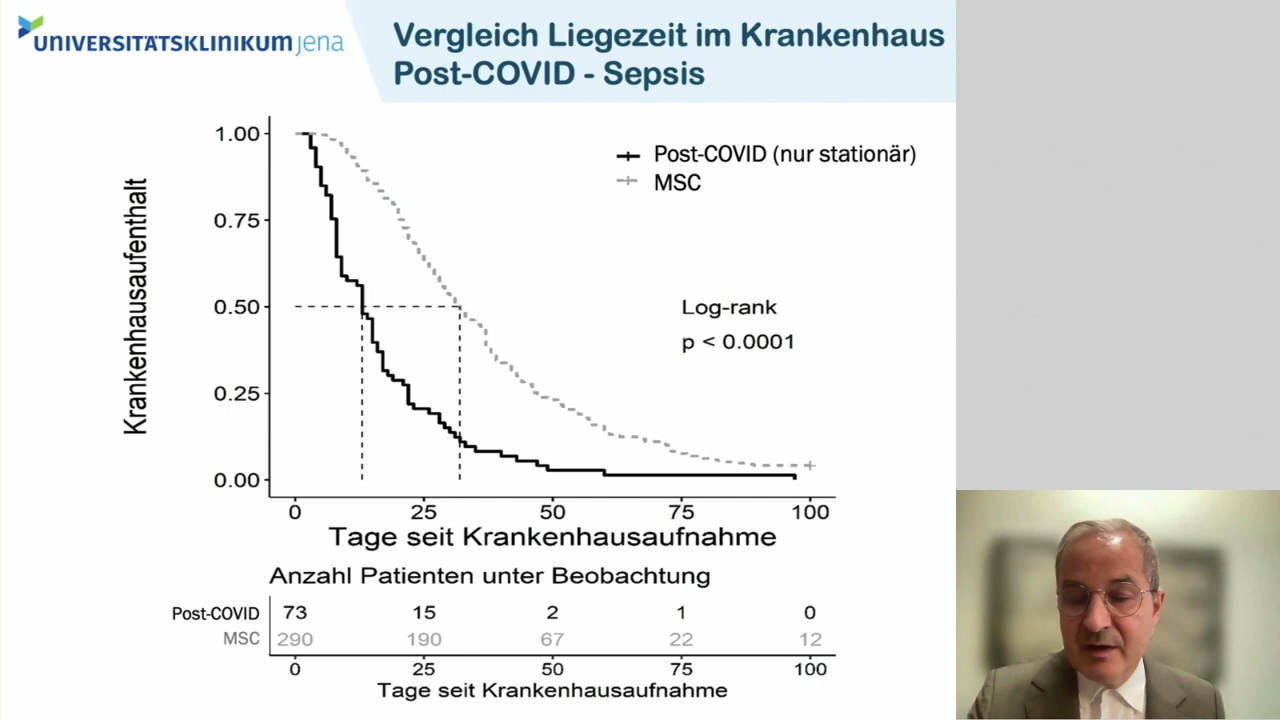 UNIVERSITÄTSKLINIKUM jena
Vergleich Liegezeit im Krankenhaus
Post-COVID - Sepsis
1.00
0.75
0.50
0.25
0.00
Krankenhausaufenthalt
Post-COVID (nur stationär)
MSC
Log-rank
p < 0.0001
0 25 50 75 100
Tage seit Krankenhausaufnahme
Anzahl Patienten unter Beobachtung
Post-COVID 73 15 2 1 0
MSC 290 190 67 22 12
0 25 50 75 100
Tage seit Krankenhausaufnahme